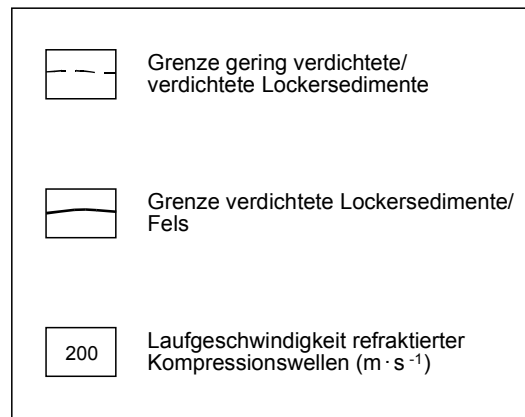 Grenze gering verdichtete/
verdichtete Lockersedimente
Grenze verdichtete Lockersedimente/
Fels
200
Laufgeschwindigkeit refraktierter
Kompressionswellen (m · s⁻¹)